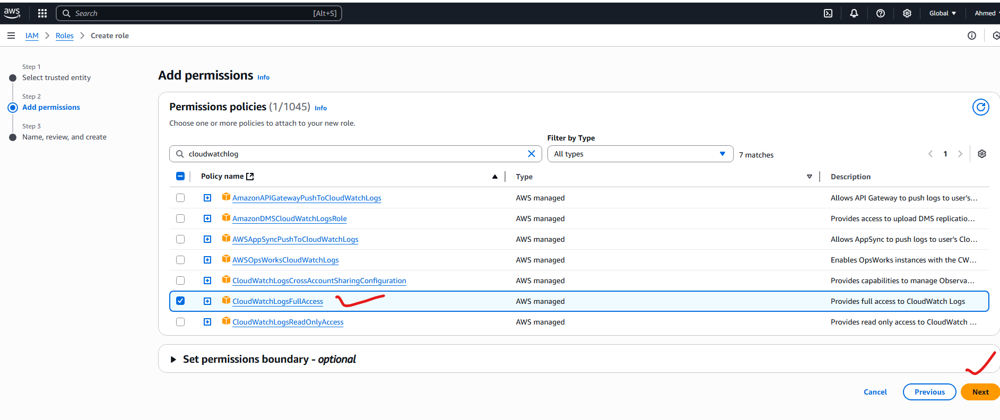 aws
Search [Alt+S]
Global Ahmed
IAM Roles Create role
Step 1
Select trusted entity
Step 2
Add permissions
Step 3
Name, review, and create
Add permissions Info
Permissions policies (1/1045) Info
Choose one or more policies to attach to your new role.
Filter by Type
cloudwatchlog
All types
7 matches
1
Policy name Type Description
AmazonAPIGatewayPushToCloudWatchLogs AWS managed Allows API Gateway to push logs to user's...
AmazonDMSCloudWatchLogsRole AWS managed Provides access to upload DMS replicatio...
AWSAppSyncPushToCloudWatchLogs AWS managed Allows AppSync to push logs to user's Clo...
AWSOpsWorksCloudWatchLogs AWS managed Enables OpsWorks instances with the CW...
CloudWatchLogsCrossAccountSharingConfiguration AWS managed Provides capabilities to manage Observa...
CloudWatchLogsFullAccess AWS managed Provides full access to CloudWatch Logs
CloudWatchLogsReadOnlyAccess AWS managed Provides read only access to CloudWatch ...
Set permissions boundary - optional
Cancel Previous Next